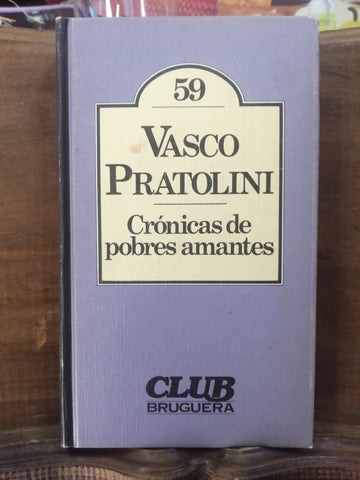 59
VASCO
PRATOLINI
Crónicas de
pobres amantes
CLUB
BRUGUERA